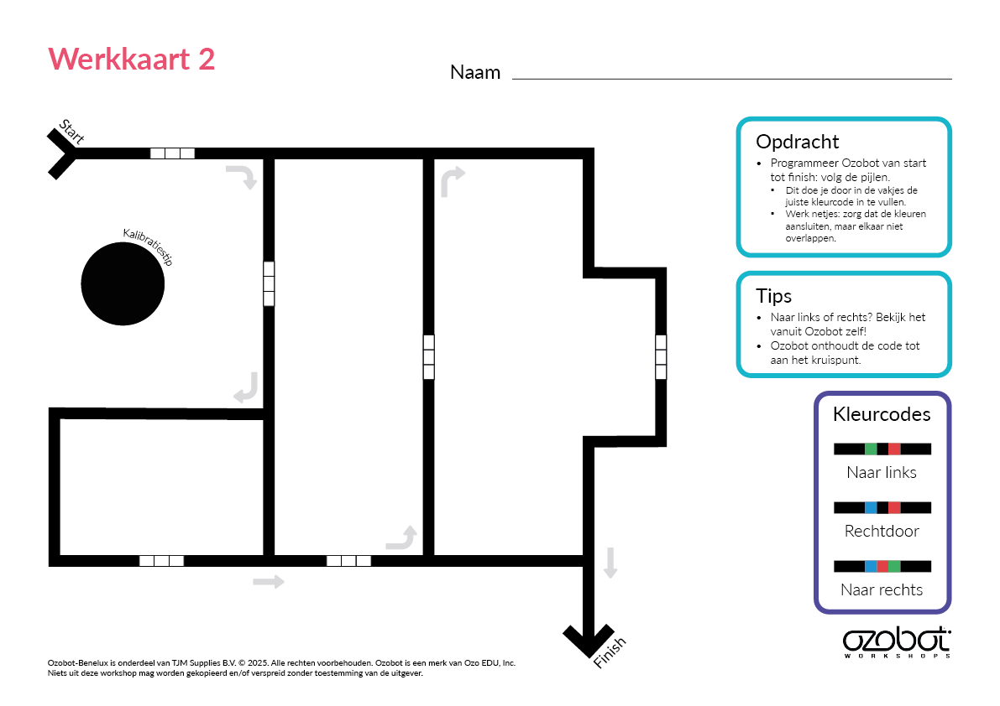 Werkkaart 2
Naam
Start
Kalibratiestip
Finish
Opdracht
• Programmeer Ozobot van start
tot finish: volg de pijlen.
▪ Dit doe je door in de vakjes de
juiste kleurcode in te vullen.
▪ Werk netjes: zorg dat de kleuren
aansluiten, maar elkaar niet
overlappen.
Tips
• Naar links of rechts? Bekijk het
vanuit Ozobot zelf!
• Ozobot onthoudt de code tot
aan het kruispunt.
Kleurcodes
Naar links
Rechtdoor
Naar rechts
ozobot
WORKSHOPS
Ozobot-Benelux is onderdeel van TJM Supplies B.V. © 2025. Alle rechten voorbehouden. Ozobot is een merk van Ozo EDU, Inc.
Niets uit deze workshop mag worden gekopieerd en/of verspreid zonder toestemming van de uitgever.